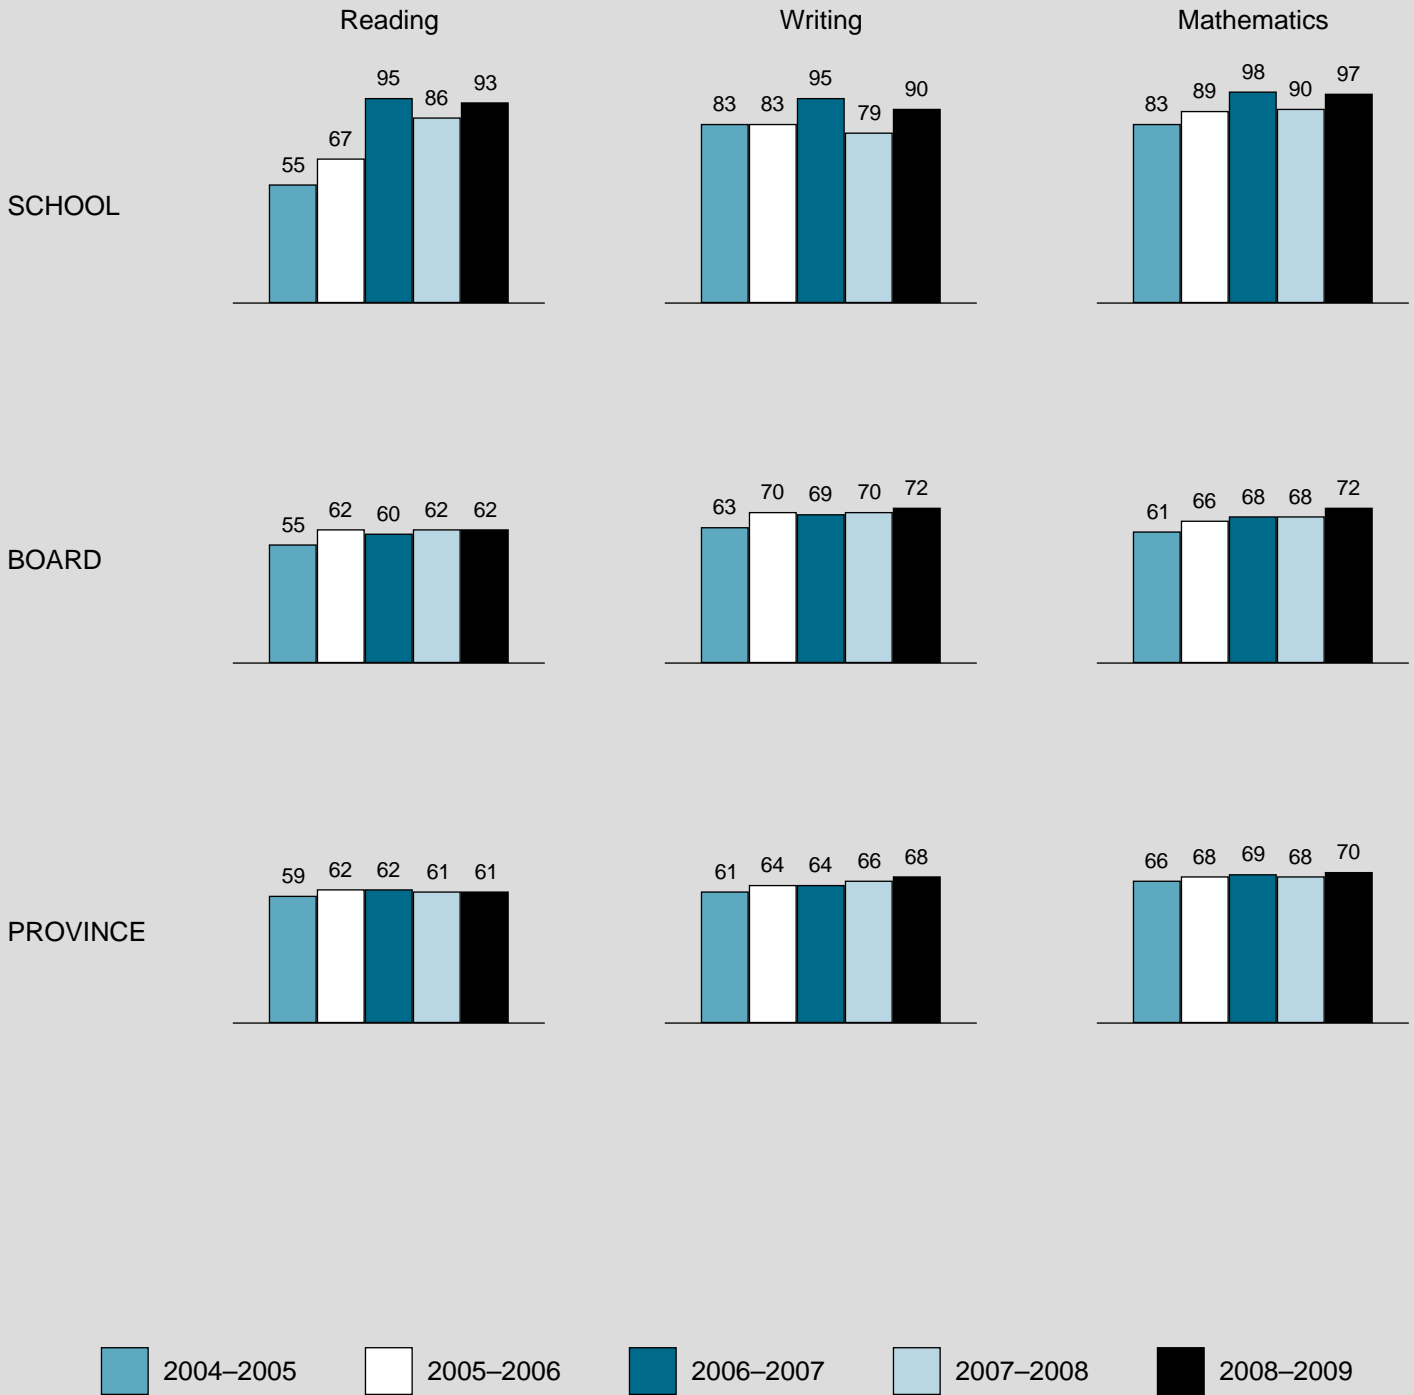 Reading Writing Mathematics
SCHOOL
55 67 95 86 93
83 83 95 79 90
83 89 98 90 97
BOARD
55 62 60 62 62
63 70 69 70 72
61 66 68 68 72
PROVINCE
59 62 62 61 61
61 64 64 66 68
66 68 69 68 70
2004–2005 2005–2006 2006–2007 2007–2008 2008–2009